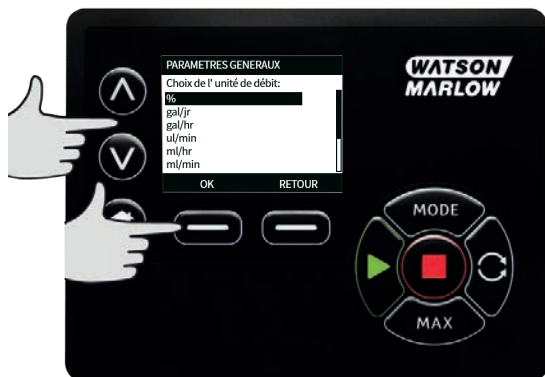 PARAMETRES GENERAUX
Choix de l' unité de débit:
%
gal/jr
gal/hr
ul/min
ml/hr
ml/min
OK RETOUR
WATSON
MARLOW
MODE
MAX